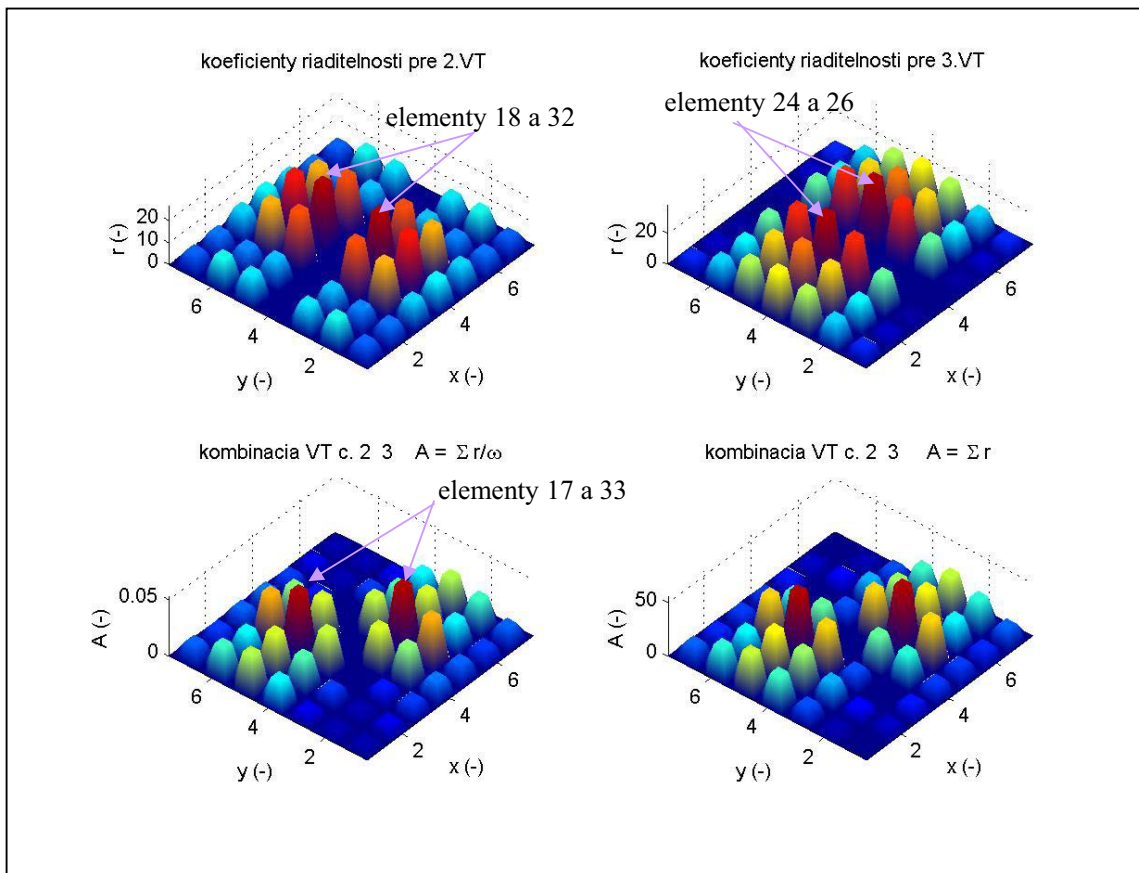 koeficienty riaditelnosti pre 2.VT
elementy 18 a 32
r (-)
20
10
0
6
4
2
y (-)
2
4
6
x (-)
koeficienty riaditelnosti pre 3.VT
elementy 24 a 26
r (-)
20
0
6
4
2
y (-)
2
4
6
x (-)
kombinacia VT c. 2 3 A = Σ r/ω
elementy 17 a 33
A (-)
0.05
0
6
4
2
y (-)
2
4
6
x (-)
kombinacia VT c. 2 3 A = Σ r
A (-)
50
0
6
4
2
y (-)
2
4
6
x (-)